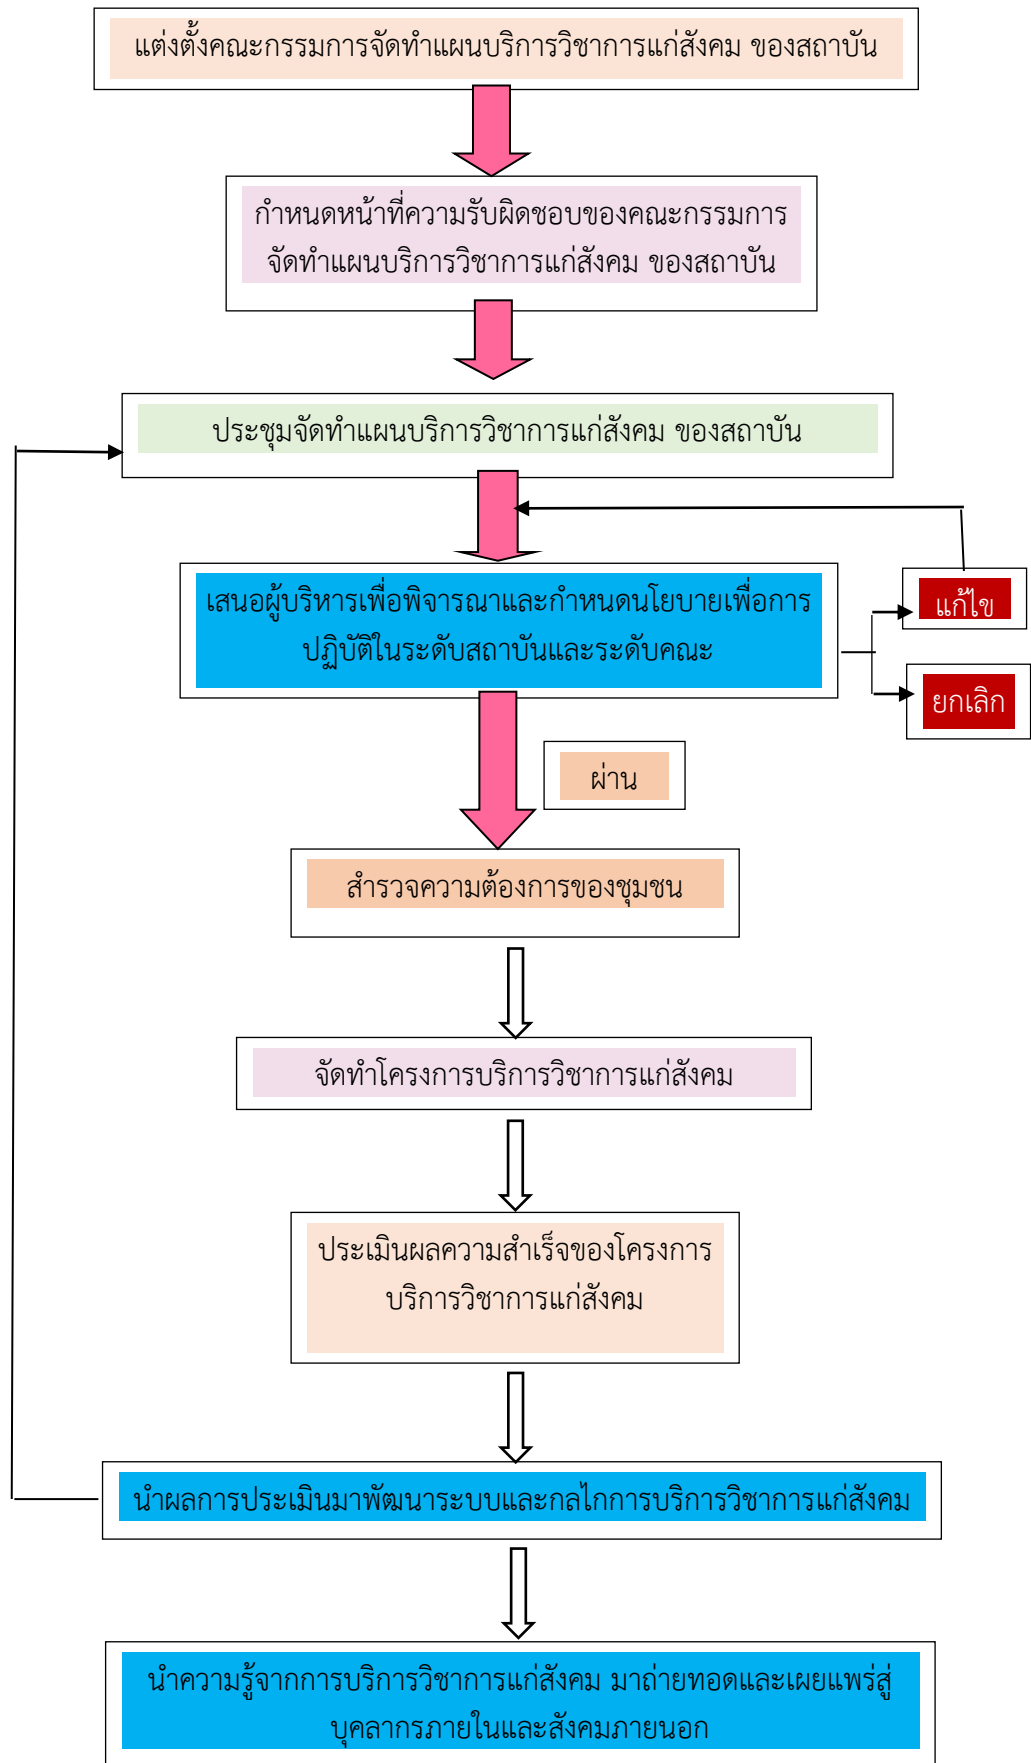 แต่งตั้งคณะกรรมการจัดทำแผนบริการวิชาการแก่สังคม ของสถาบัน
กำหนดหน้าที่ความรับผิดชอบของคณะกรรมการ
จัดทำแผนบริการวิชาการแก่สังคม ของสถาบัน
ประชุมจัดทำแผนบริการวิชาการแก่สังคม ของสถาบัน
เสนอผู้บริหารเพื่อพิจารณาและกำหนดนโยบายเพื่อการ
ปฏิบัติในระดับสถาบันและระดับคณะ
แก้ไข
ยกเลิก
ผ่าน
สำรวจความต้องการของชุมชน
จัดทำโครงการบริการวิชาการแก่สังคม
ประเมินผลความสำเร็จของโครงการ
บริการวิชาการแก่สังคม
นำผลการประเมินมาพัฒนาระบบและกลไกการบริการวิชาการแก่สังคม
นำความรู้จากการบริการวิชาการแก่สังคม มาถ่ายทอดและเผยแพร่สู่
บุคลากรภายในและสังคมภายนอก